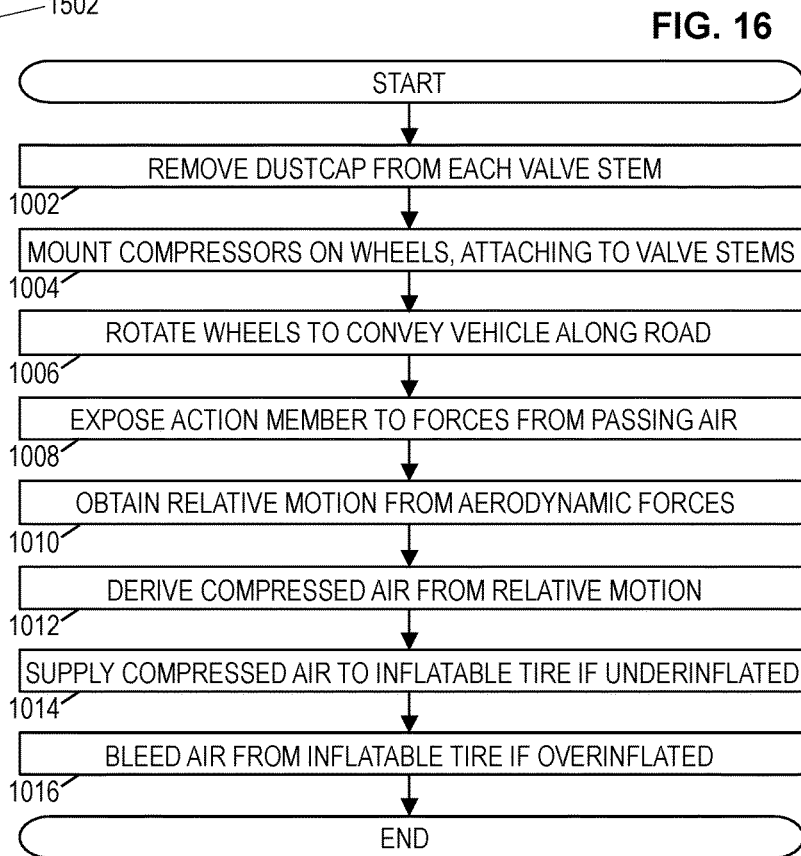 1502
FIG. 16
START
REMOVE DUSTCAP FROM EACH VALVE STEM
1002
MOUNT COMPRESSORS ON WHEELS, ATTACHING TO VALVE STEMS
1004
ROTATE WHEELS TO CONVEY VEHICLE ALONG ROAD
1006
EXPOSE ACTION MEMBER TO FORCES FROM PASSING AIR
1008
OBTAIN RELATIVE MOTION FROM AERODYNAMIC FORCES
1010
DERIVE COMPRESSED AIR FROM RELATIVE MOTION
1012
SUPPLY COMPRESSED AIR TO INFLATABLE TIRE IF UNDERINFLATED
1014
BLEED AIR FROM INFLATABLE TIRE IF OVERINFLATED
1016
END